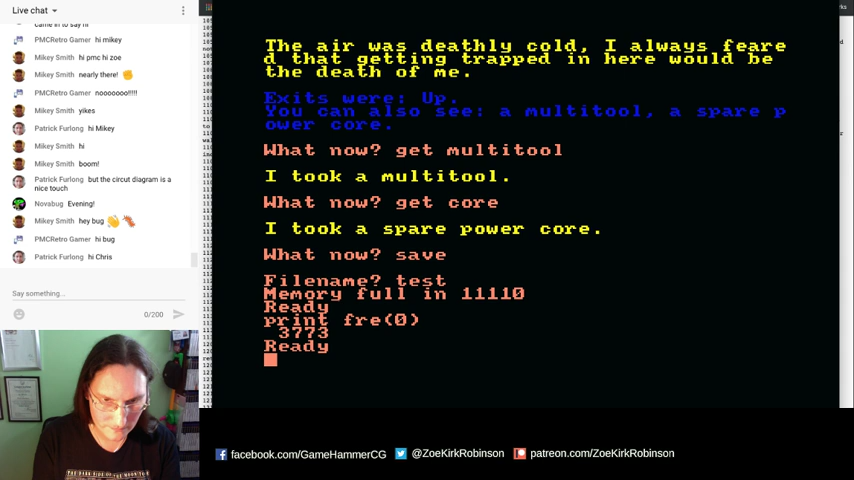 Live chat
came in to say hi
PMCRetro Gamer hi mikey
Mikey Smith hi pmc hi zoe
Mikey Smith nearly there!
PMCRetro Gamer nooooooo!!!!!
Mikey Smith yikes
Patrick Furlong hi Mikey
Mikey Smith hi
Mikey Smith boom!
Patrick Furlong but the circut diagram is a
nice touch
Novabug Evening!
Mikey Smith hey bug
PMCRetro Gamer hi bug
Patrick Furlong hi Chris
Say something...
0/200
The air was deathly cold, I always feare
d that getting trapped in here would be
the death of me.
Exits were: Up.
You can also see: a multitool, a spare p
ower core.
What now? get multitool
I took a multitool.
What now? get core
I took a spare power core.
What now? save
Filename? test
Memory full in 11110
Ready
print fre(0)
3773
Ready
facebook.com/GameHammerCG
@ZoeKirkRobinson
patreon.com/ZoeKirkRobinson